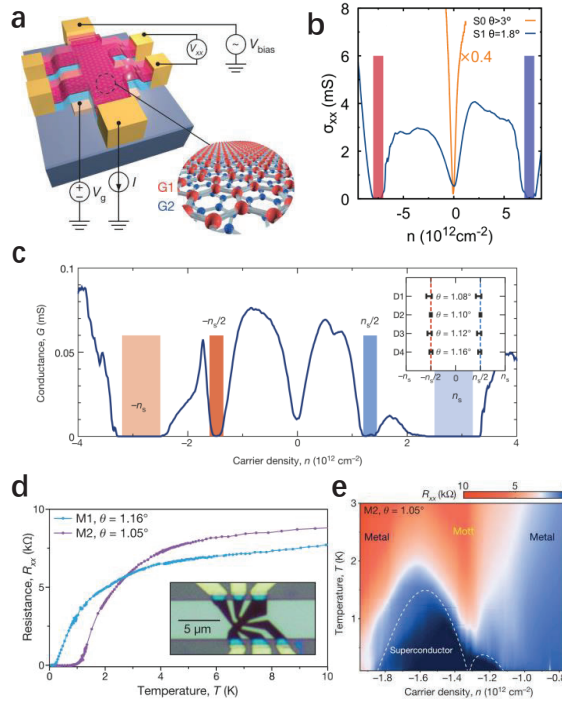 a
V_xx
V_bias
V_g
I
G1
G2
b
S0 θ>3°
S1 θ=1.8°
×0.4
σ_xx (mS)
8
6
4
2
0
-5
0
5
n (10^12cm^-2)
c
Conductance, G (mS)
0.1
0.05
0
−n_s
−n_s/2
n_s/2
n_s
−4
−2
0
2
4
Carrier density, n (10^12 cm^−2)
D1
θ = 1.08°
D2
θ = 1.10°
D3
θ = 1.12°
D4
θ = 1.16°
−n_s
−n_s/2
0
n_s/2
n_s
d
M1, θ = 1.16°
M2, θ = 1.05°
Resistance, R_xx (kΩ)
10
5
0
5 μm
0
2
4
6
8
10
Temperature, T (K)
e
R_xx (kΩ)
10
5
M2, θ = 1.05°
Metal
Mott
Metal
Superconductor
Temperature, T (K)
3
2
1
-1.8
-1.6
-1.4
-1.2
-1.0
-0.8
Carrier density, n (10^12 cm^-2)